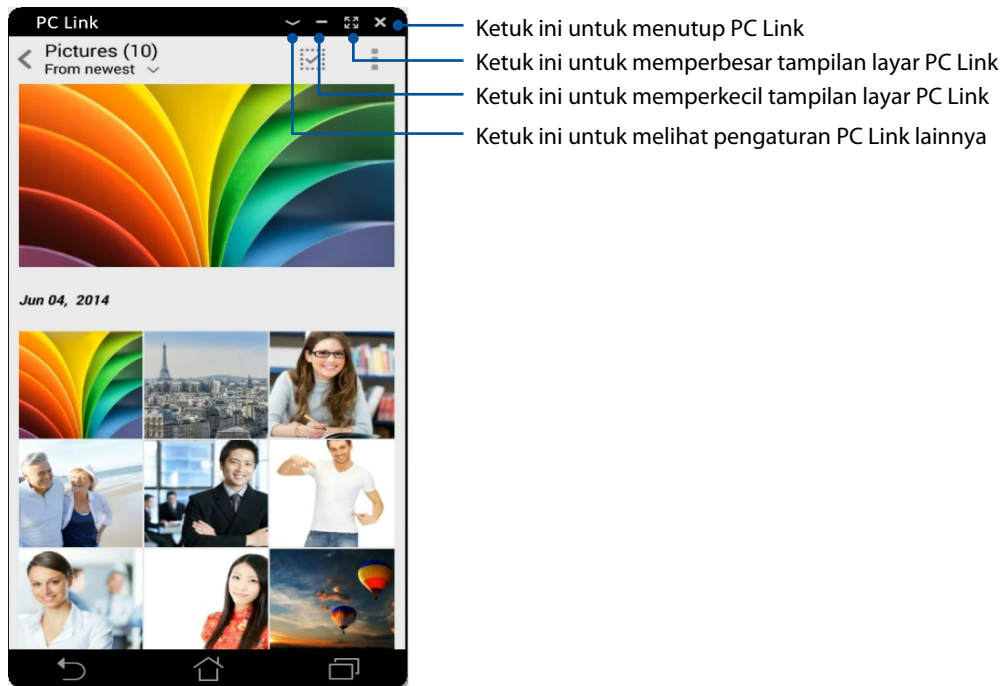 PC Link
Pictures (10)
From newest
Jun 04, 2014
Ketuk ini untuk menutup PC Link
Ketuk ini untuk memperbesar tampilan layar PC Link
Ketuk ini untuk memperkecil tampilan layar PC Link
Ketuk ini untuk melihat pengaturan PC Link lainnya